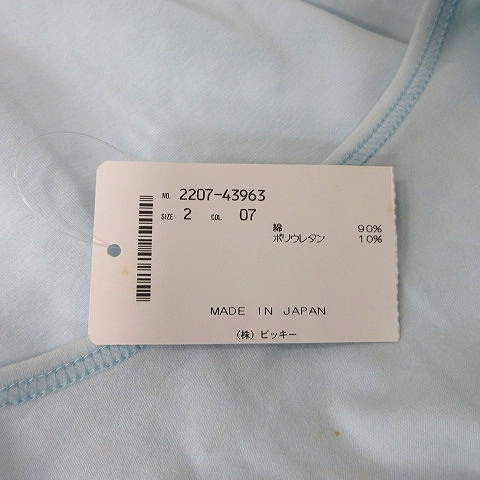 NO. 2207-43963
SIZE 2 COL 07
綿 90%
ポリウレタン 10%
MADE IN JAPAN
(株) ビッキー